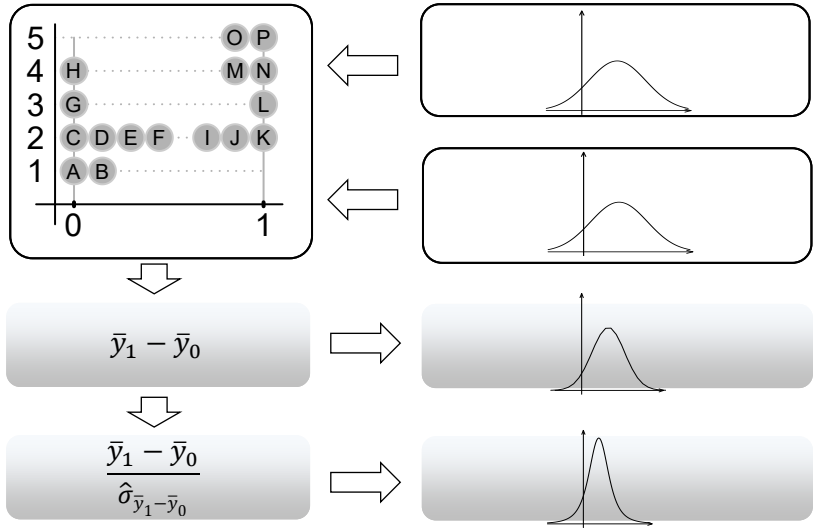 5 O P
4 H M N
3 G L
2 C D E F I J K
1 A B
0 1
ȳ₁ − ȳ₀
ȳ₁ − ȳ₀
σ̂ȳ₁−ȳ₀